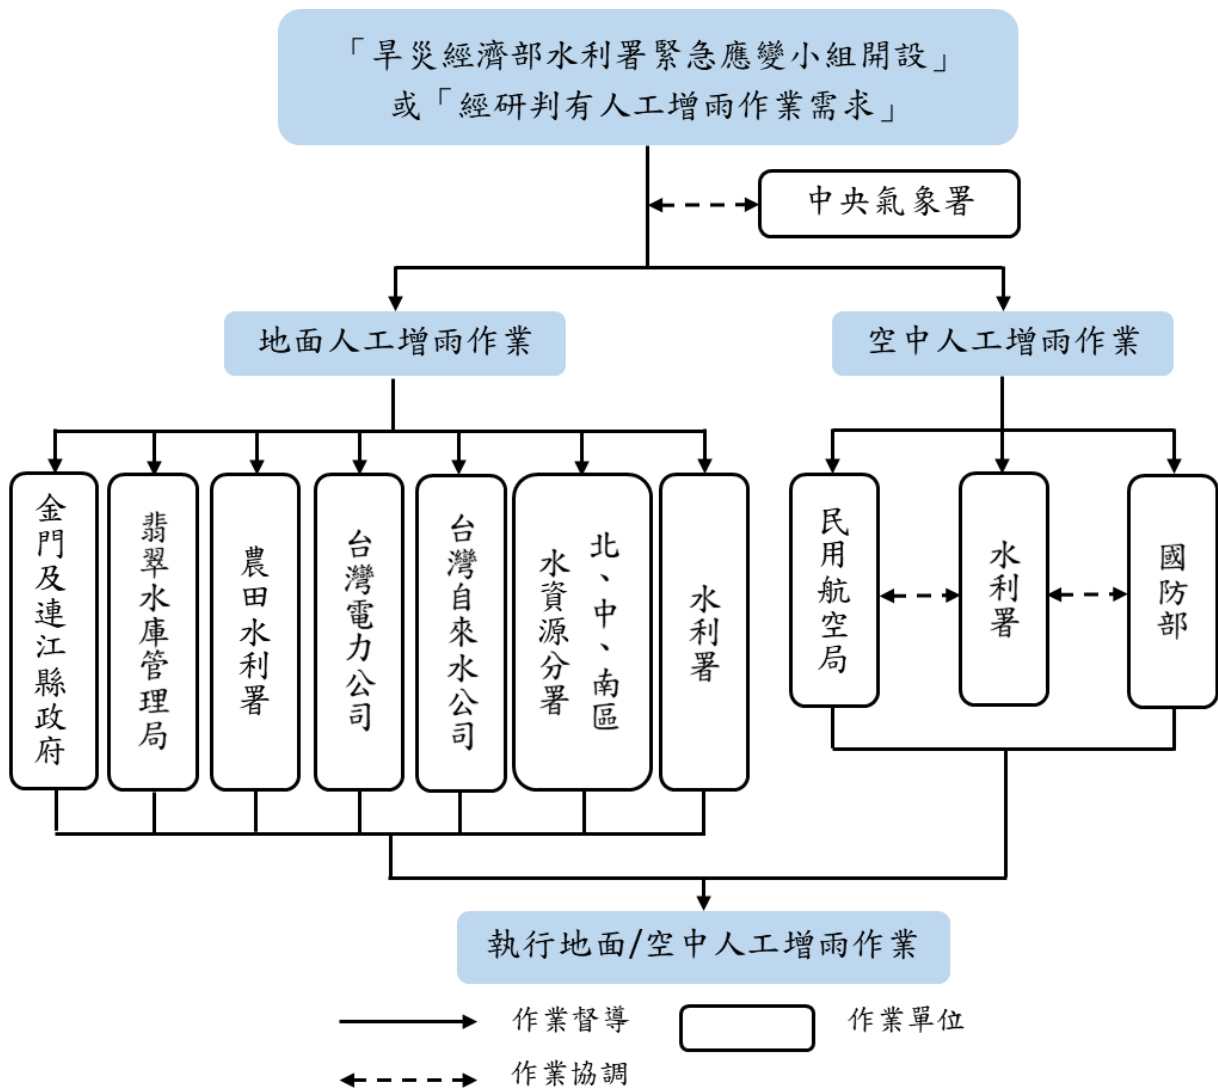 「旱災經濟部水利署緊急應變小組開設」
或「經研判有人工增雨作業需求」
中央氣象署
地面人工增雨作業
空中人工增雨作業
金門及連江縣政府
翡翠水庫管理局
農田水利署
台灣電力公司
台灣自來水公司
北、中、南區
水資源分署
水利署
民用航空局
水利署
國防部
執行地面/空中人工增雨作業
作業督導
作業單位
作業協調